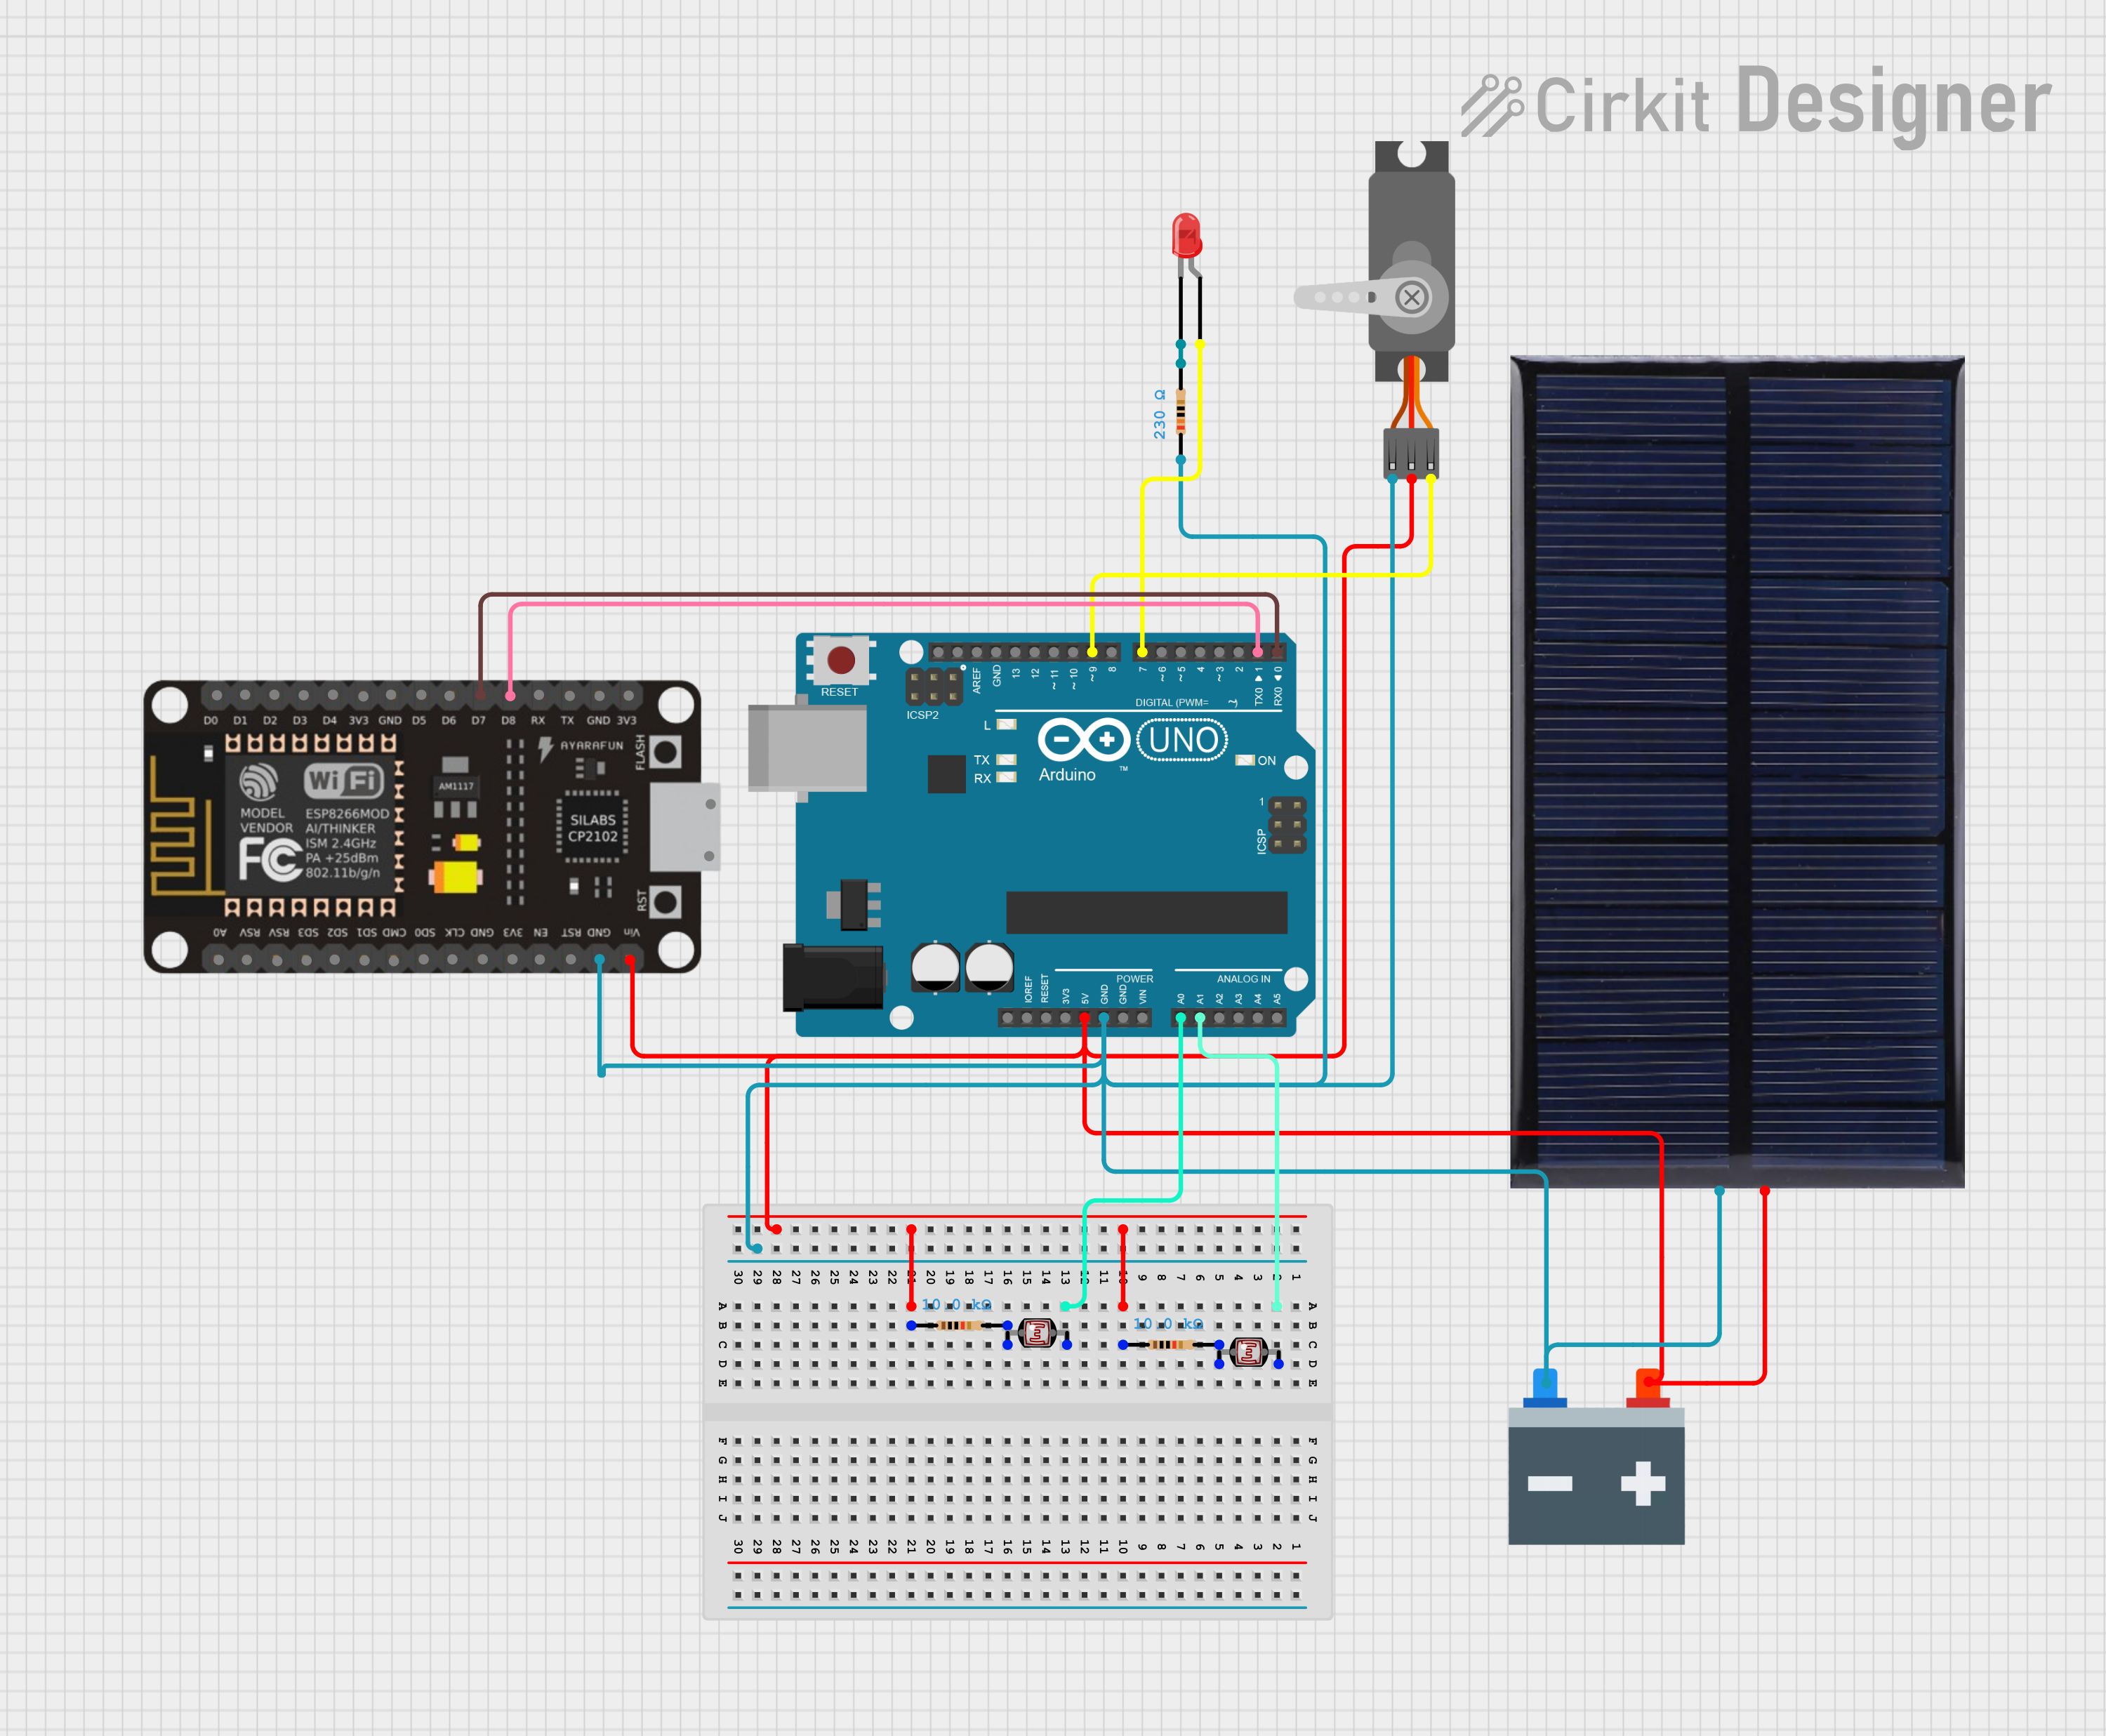 Cirkit Designer
230 Ω
D0 D1 D2 D3 D4 3V3 GND D5 D6 D7 D8 RX TX GND 3V3
AYARAFUN
FLASH
WiFi
AM1117
MODEL
VENDOR
ESP8266MOD
AI/THINKER
ISM 2.4GHz
PA +25dBm
802.11b/g/n
FC
SILABS
CP2102
RST
A0 RSV RSV SD3 SD2 SD1 CMD SD0 CLK GND 3V3 EN RST GND Vin
RESET
ICSP2
AREF GND 13 12 ~11 ~10 ~9 8 7 ~6 ~5 4 ~3 2 TX0 ▶ 1 RX0 ◀ 0
DIGITAL (PWM= ~)
L
TX
RX
UNO
Arduino
™
ON
1
ICSP
POWER
ANALOG IN
IOREF RESET 3V3 5V GND GND VIN A0 A1 A2 A3 A4 A5
30 29 28 27 26 25 24 23 22 21 20 19 18 17 16 15 14 13 12 11 10 9 8 7 6 5 4 3 2 1
A A
10.0 kΩ
B B
10.0 kΩ
C C
D D
E E
F F
G G
H H
I I
J J
30 29 28 27 26 25 24 23 22 21 20 19 18 17 16 15 14 13 12 11 10 9 8 7 6 5 4 3 2 1